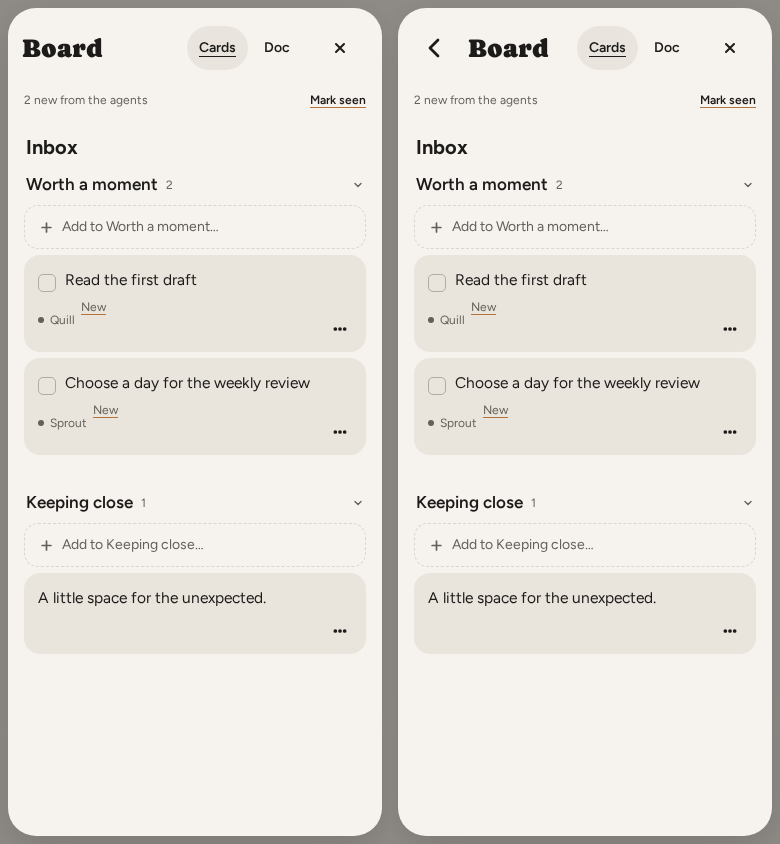 Board Cards Doc
2 new from the agents Mark seen
Inbox
Worth a moment 2
Add to Worth a moment...
Read the first draft
New
Quill
Choose a day for the weekly review
New
Sprout
Keeping close 1
Add to Keeping close...
A little space for the unexpected.
Board Cards Doc
2 new from the agents Mark seen
Inbox
Worth a moment 2
Add to Worth a moment...
Read the first draft
New
Quill
Choose a day for the weekly review
New
Sprout
Keeping close 1
Add to Keeping close...
A little space for the unexpected.